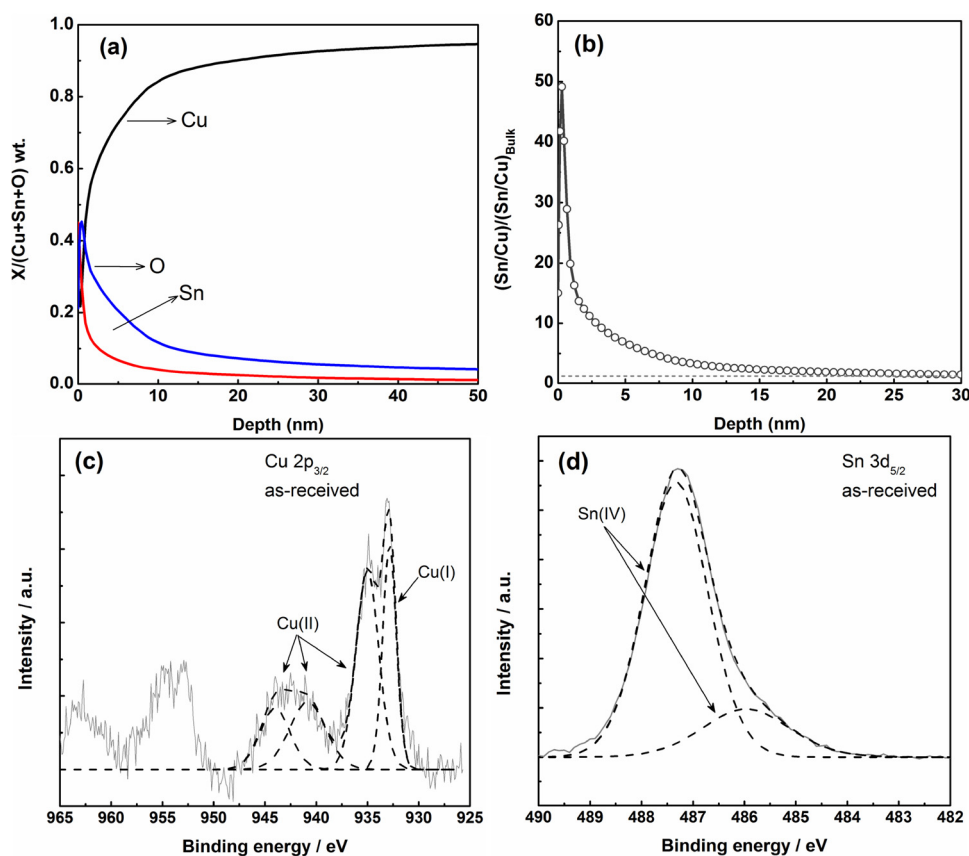 (a)
Cu
O
Sn
X/(Cu+Sn+O) wt.
1.0
0.8
0.6
0.4
0.2
0.0
0 10 20 30 40 50
Depth (nm)
(b)
(Sn/Cu)/(Sn/Cu)Bulk
60
50
40
30
20
10
0
0 5 10 15 20 25 30
Depth (nm)
(c)
Cu 2p3/2
as-received
Cu(II)
Cu(I)
Intensity / a.u.
965 960 955 950 945 940 935 930 925
Binding energy / eV
(d)
Sn 3d5/2
as-received
Sn(IV)
Intensity / a.u.
490 489 488 487 486 485 484 483 482
Binding energy / eV